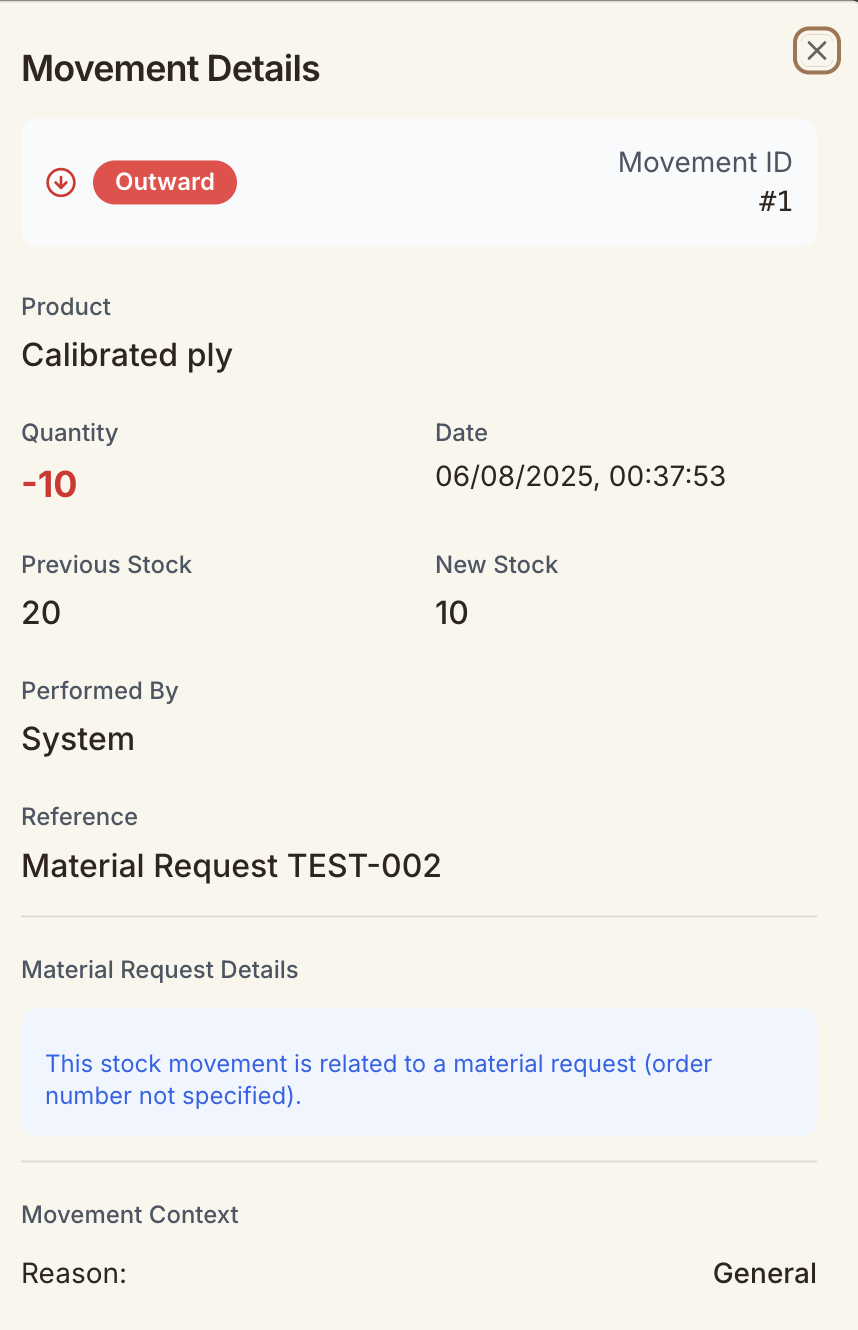 Movement Details
Outward
Movement ID
#1
Product
Calibrated ply
Quantity
-10
Date
06/08/2025, 00:37:53
Previous Stock
20
New Stock
10
Performed By
System
Reference
Material Request TEST-002
Material Request Details
This stock movement is related to a material request (order
number not specified).
Movement Context
Reason:
General